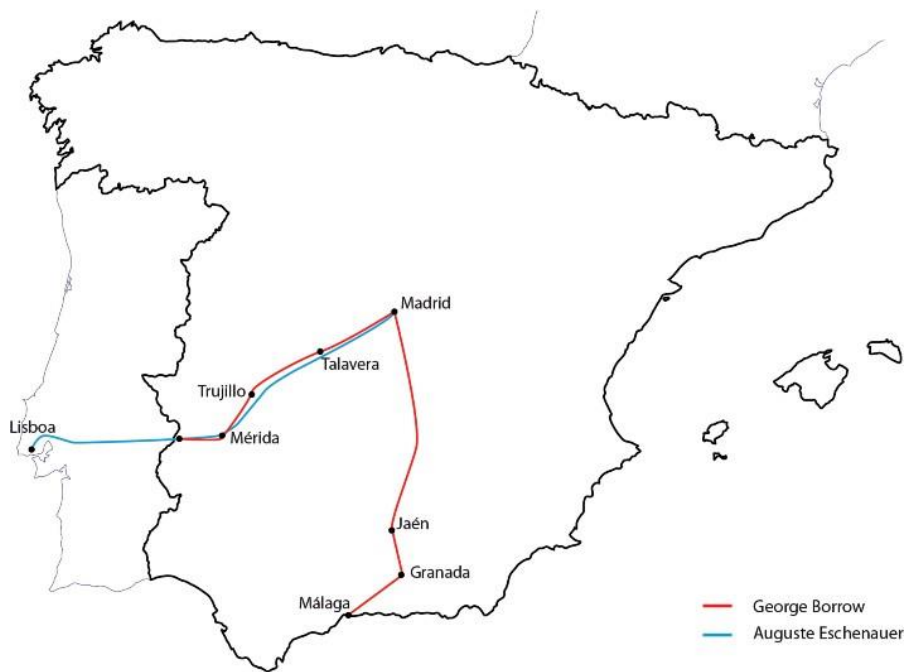 Madrid
Talavera
Trujillo
Lisboa
Mérida
Jaén
Granada
Málaga
George Borrow
Auguste Eschenauer